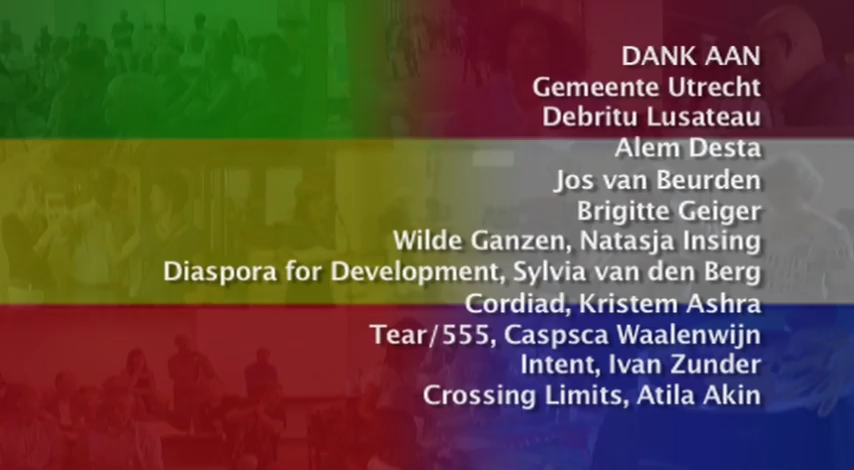 DANK AAN
Gemeente Utrecht
Debritu Lusateau
Alem Desta
Jos van Beurden
Brigitte Geiger
Wilde Ganzen, Natasja Insing
Diaspora for Development, Sylvia van den Berg
Cordiad, Kristem Ashra
Tear/555, Caspsca Waalenwijn
Intent, Ivan Zunder
Crossing Limits, Atila Akin